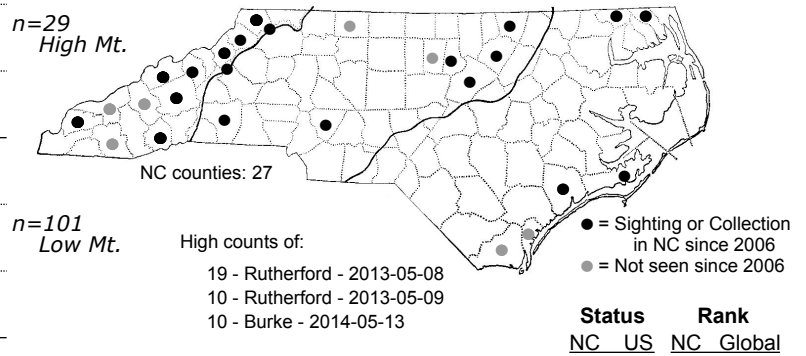 n=29
High Mt.
NC counties: 27
n=101
Low Mt.
High counts of:
19 - Rutherford - 2013-05-08
10 - Rutherford - 2013-05-09
10 - Burke - 2014-05-13
= Sighting or Collection
in NC since 2006
= Not seen since 2006
Status Rank
NC US NC Global